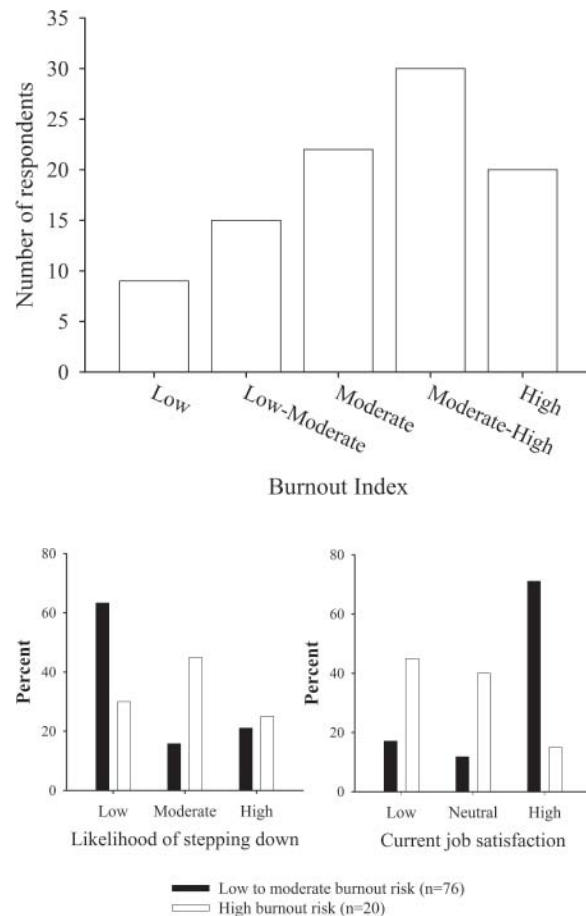 Number of respondents
35
30
25
20
15
10
5
0
Low
Low-Moderate
Moderate
Moderate-High
High
Burnout Index
Percent
80
60
40
20
0
Low Moderate High
Likelihood of stepping down
Percent
80
60
40
20
0
Low Neutral High
Current job satisfaction
Low to moderate burnout risk (n=76)
High burnout risk (n=20)